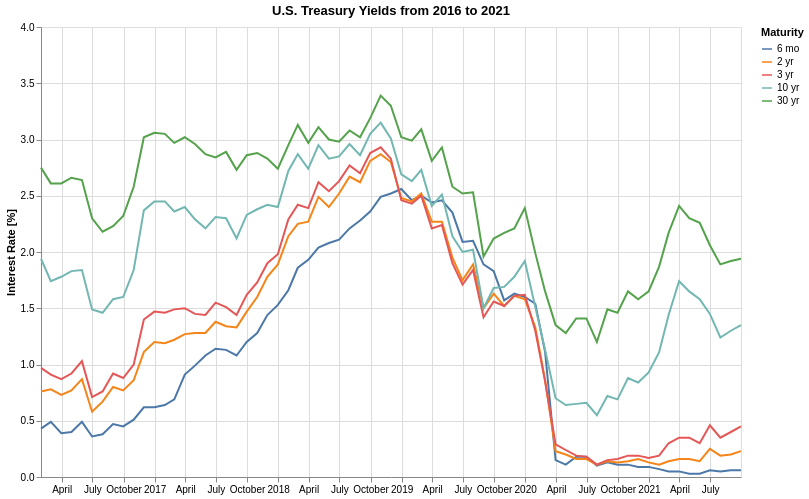 U.S. Treasury Yields from 2016 to 2021
Maturity
6 mo
2 yr
3 yr
10 yr
30 yr
Interest Rate [%]
4.0
3.5
3.0
2.5
2.0
1.5
1.0
0.5
0.0
April July October 2017 April July October 2018 April July October 2019 April July October 2020 April July October 2021 April July